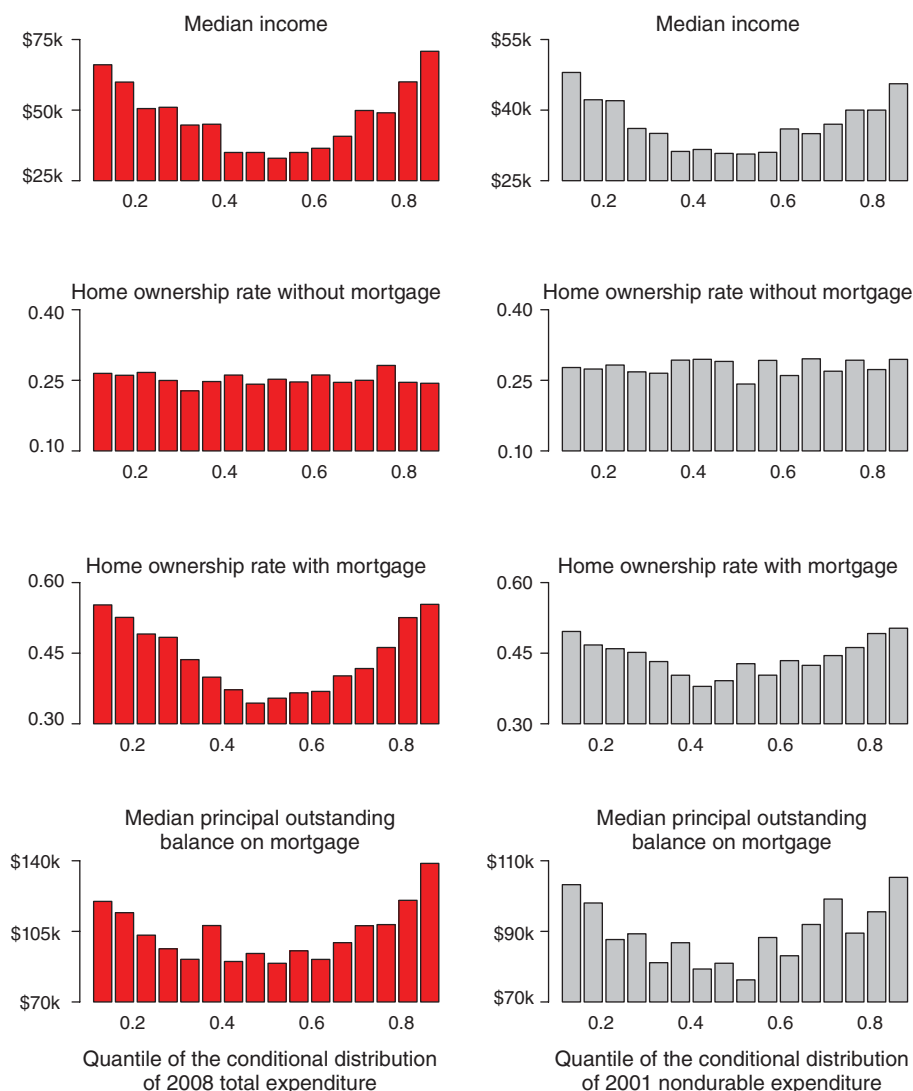 Median income
$75k
$50k
$25k
0.2 0.4 0.6 0.8
Median income
$55k
$40k
$25k
0.2 0.4 0.6 0.8
Home ownership rate without mortgage
0.40
0.25
0.10
0.2 0.4 0.6 0.8
Home ownership rate without mortgage
0.40
0.25
0.10
0.2 0.4 0.6 0.8
Home ownership rate with mortgage
0.60
0.45
0.30
0.2 0.4 0.6 0.8
Home ownership rate with mortgage
0.60
0.45
0.30
0.2 0.4 0.6 0.8
Median principal outstanding
balance on mortgage
$140k
$105k
$70k
0.2 0.4 0.6 0.8
Quantile of the conditional distribution
of 2008 total expenditure
Median principal outstanding
balance on mortgage
$110k
$90k
$70k
0.2 0.4 0.6 0.8
Quantile of the conditional distribution
of 2001 nondurable expenditure